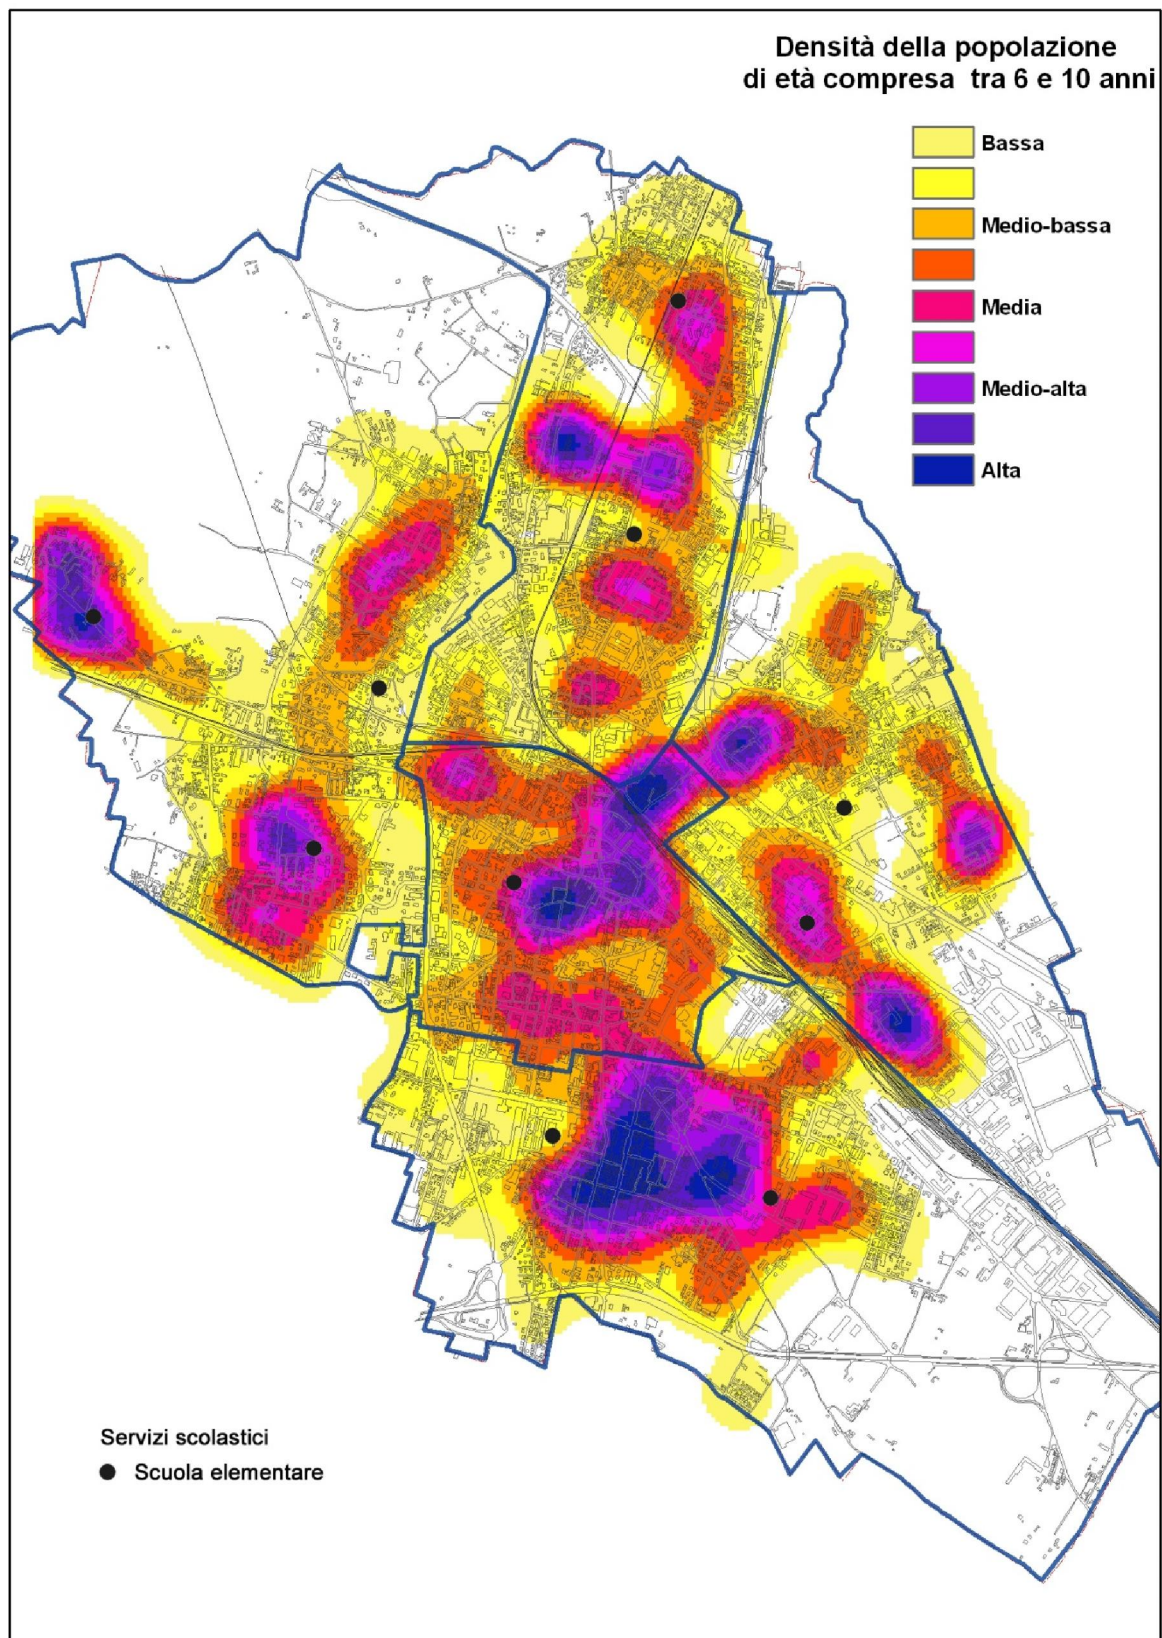 Densità della popolazione
di età compresa tra 6 e 10 anni
Bassa
Medio-bassa
Media
Medio-alta
Alta
Servizi scolastici
Scuola elementare